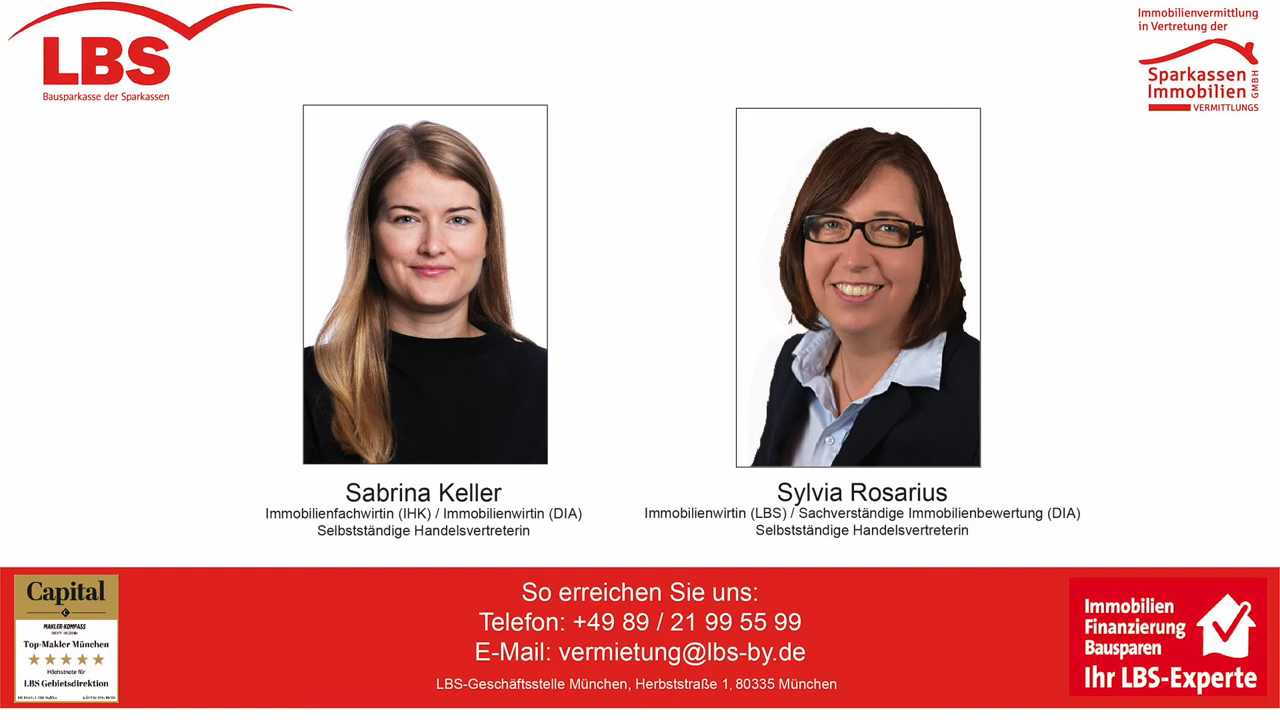 LBS
Bausparkasse der Sparkassen
Immobilienvermittlung
in Vertretung der
Sparkassen
Immobilien
GMBH
VERMITTLUNGS
Sabrina Keller
Immobilienfachwirtin (IHK) / Immobilienwirtin (DIA)
Selbstständige Handelsvertreterin
Sylvia Rosarius
Immobilienwirtin (LBS) / Sachverständige Immobilienbewertung (DIA)
Selbstständige Handelsvertreterin
Capital
MAKLER-KOMPASS
Top-Makler München
Höchstnote für
LBS Gebietsdirektion
So erreichen Sie uns:
Telefon: +49 89 / 21 99 55 99
E-Mail: vermietung@lbs-by.de
LBS-Geschäftsstelle München, Herbststraße 1, 80335 München
Immobilien
Finanzierung
Bausparen
Ihr LBS-Experte